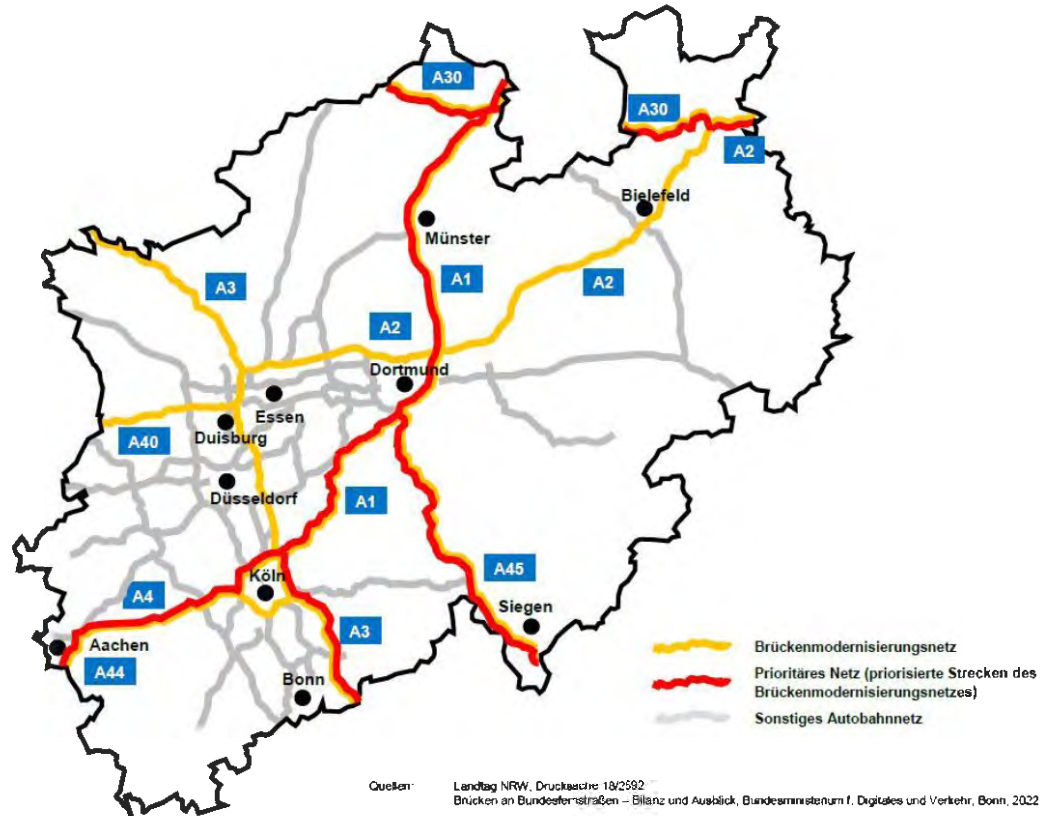 A30
A30
A2
Bielefeld
Münster
A1
A2
A3
A2
Dortmund
Essen
Duisburg
A40
Düsseldorf
A1
A45
Köln
A4
Siegen
A3
Aachen
A44
Bonn
Brückenmodernisierungsnetz
Prioritäres Netz (priorisierte Strecken des
Brückenmodernisierungsnetzes)
Sonstiges Autobahnnetz
Quellen: Landtag NRW, Drucksache 18/2592
Brücken an Bundesfernstraßen – Bilanz und Ausblick, Bundesministerium f. Digitales und Verkehr, Bonn, 2022